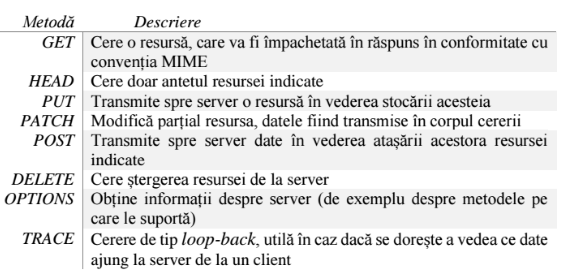 Metodă Descriere
GET Cere o resursă, care va fi împachetată în răspuns în conformitate cu
convenția MIME
HEAD Cere doar antetul resursei indicate
PUT Transmite spre server o resursă în vederea stocării acesteia
PATCH Modifică parțial resursa, datele fiind transmise în corpul cererii
POST Transmite spre server date în vederea atașării acestora resursei
indicate
DELETE Cere ștergerea resursei de la server
OPTIONS Obține informații despre server (de exemplu despre metodele pe
care le suportă)
TRACE Cerere de tip loop-back, utilă în caz dacă se dorește a vedea ce date
ajung la server de la un client